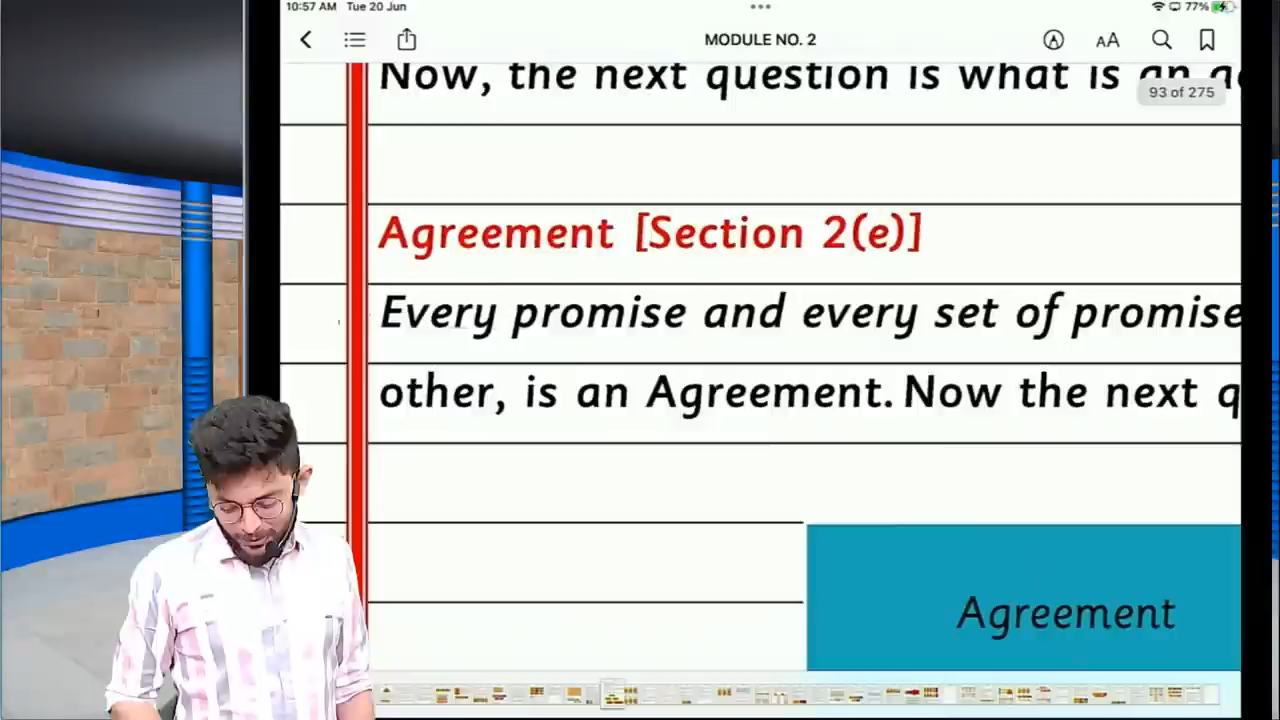 10:57 AM Tue 20 Jun
77%
MODULE NO. 2
AA
Now, the next question is what is an
93 of 275
Agreement [Section 2(e)]
Every promise and every set of promise
other, is an Agreement. Now the next q
Agreement